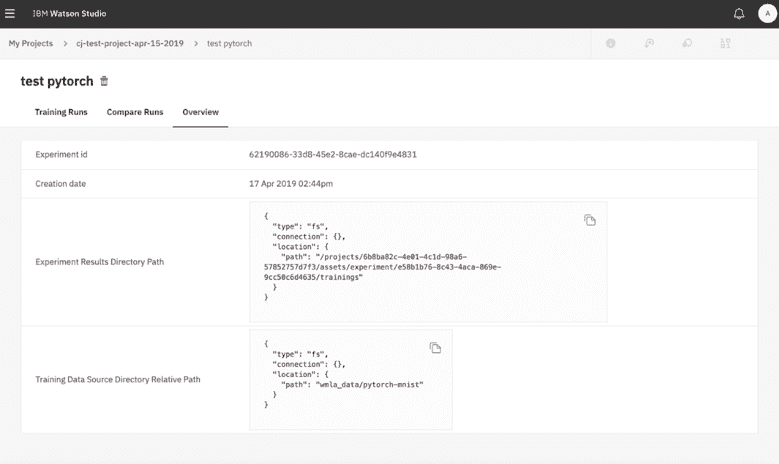 IBM Watson Studio
A
My Projects > cj-test-project-apr-15-2019 > test pytorch
test pytorch
Training Runs Compare Runs Overview
Experiment id 62190086-33d8-45e2-8cae-dc140f9e4831
Creation date 17 Apr 2019 02:44pm
Experiment Results Directory Path
{
"type": "fs",
"connection": {},
"location": {
"path": "/projects/6b8ba82c-4e01-4c1d-98a6-
57852757d7f3/assets/experiment/e58b1b76-8c43-4aca-869e-
9cc50c6d4635/trainings"
}
}
Training Data Source Directory Relative Path
{
"type": "fs",
"connection": {},
"location": {
"path": "wmla_data/pytorch-mnist"
}
}